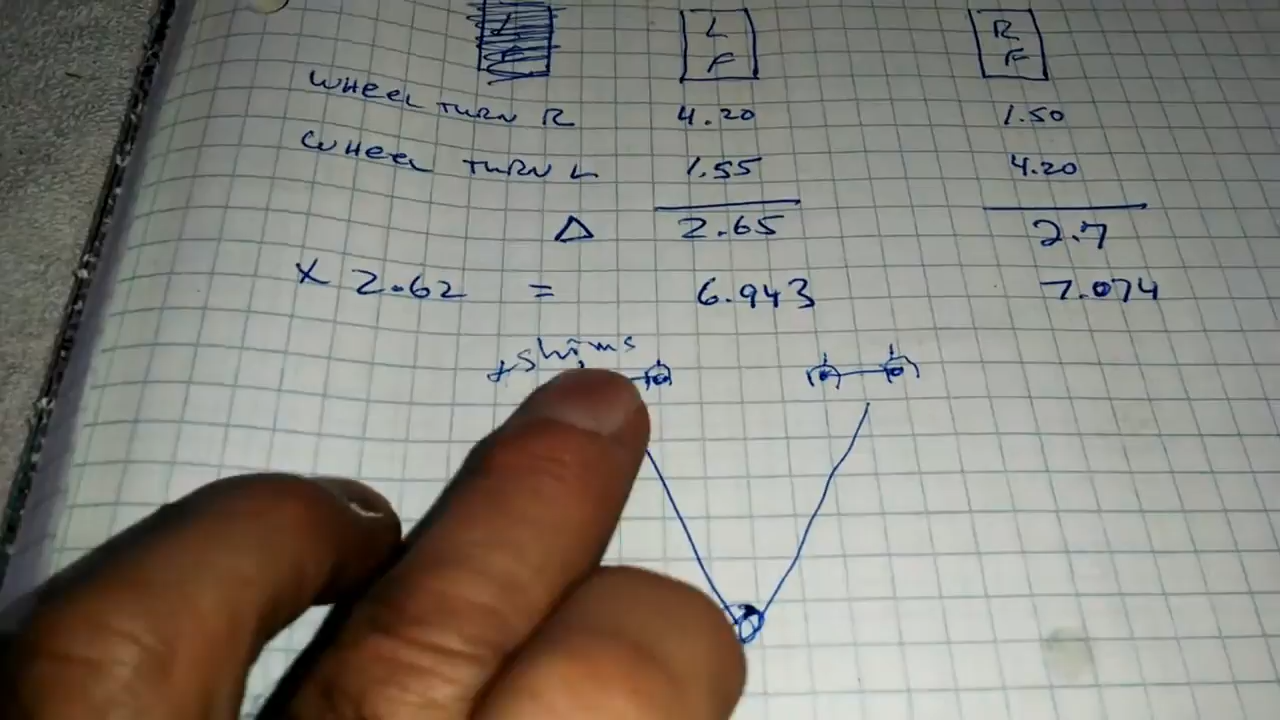 L R
F F
WHEEL TURN R 4.20 1.50
WHEEL TURN L 1.55 4.20
Δ 2.65 2.7
x 2.62 = 6.943 7.074
+shims